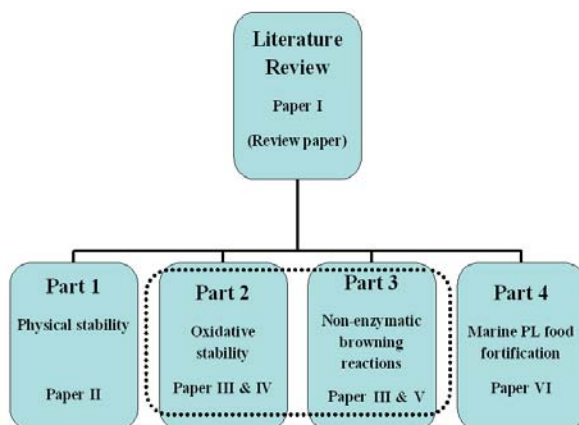 Literature
Review
Paper I
(Review paper)
Part 1
Physical stability
Paper II
Part 2
Oxidative
stability
Paper III & IV
Part 3
Non-enzymatic
browning
reactions
Paper III & V
Part 4
Marine PL food
fortification
Paper VI